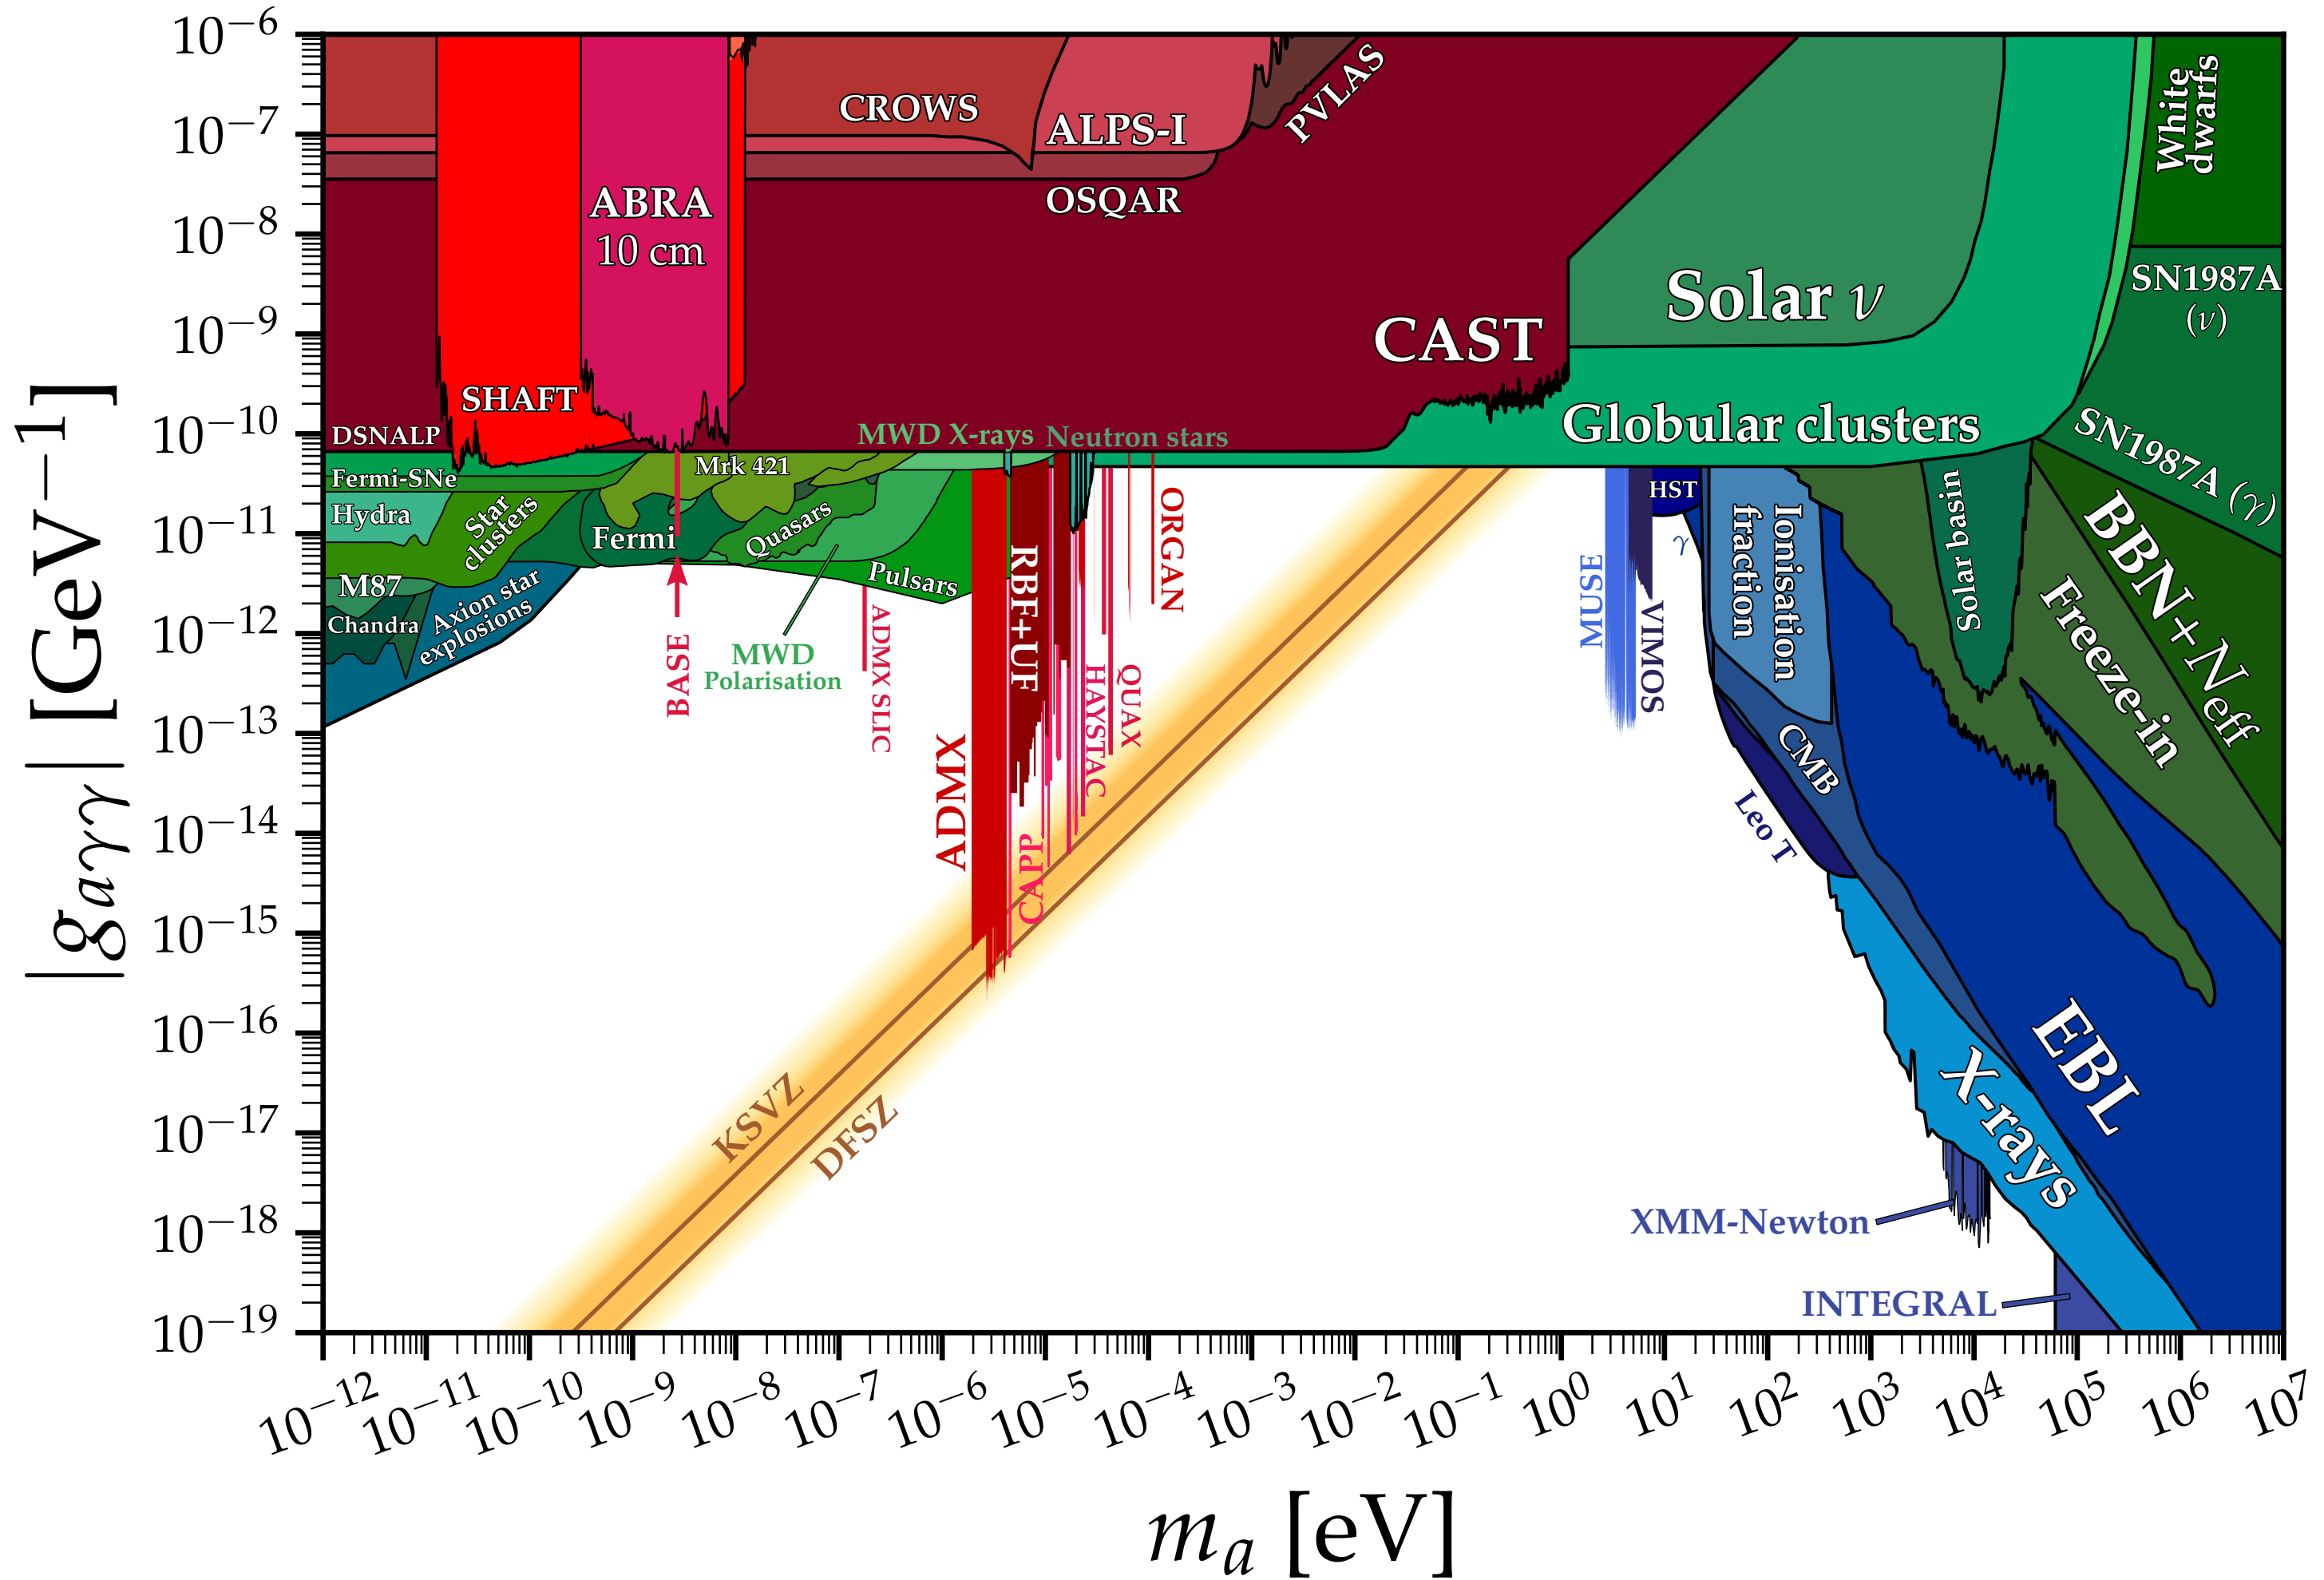 |g_{aγγ}| [GeV⁻¹]
10⁻⁶
10⁻⁷
10⁻⁸
10⁻⁹
10⁻¹⁰
10⁻¹¹
10⁻¹²
10⁻¹³
10⁻¹⁴
10⁻¹⁵
10⁻¹⁶
10⁻¹⁷
10⁻¹⁸
10⁻¹⁹
CROWS
ALPS-I
PVLAS
OSQAR
ABRA
10 cm
SHAFT
CAST
Solar ν
Globular clusters
White
dwarfs
SN1987A
(ν)
SN1987A (γ)
DSNALP
Fermi-SNe
Hydra
M87
Chandra
Star
clusters
Axion star
explosions
Mrk 421
Fermi
Quasars
Pulsars
MWD X-rays
Neutron stars
BASE
MWD
Polarisation
ADMX SLIC
ADMX
RBF+UF
CAPP
HAYSTAC
QUAX
ORGAN
KSVZ
DFSZ
MUSE
VIMOS
HST
γ
Ionisation
fraction
Solar basin
BBN+N_{eff}
Freeze-in
CMB
Leo T
EBL
X-rays
XMM-Newton
INTEGRAL
10⁻¹²
10⁻¹¹
10⁻¹⁰
10⁻⁹
10⁻⁸
10⁻⁷
10⁻⁶
10⁻⁵
10⁻⁴
10⁻³
10⁻²
10⁻¹
10⁰
10¹
10²
10³
10⁴
10⁵
10⁶
10⁷
m_a [eV]